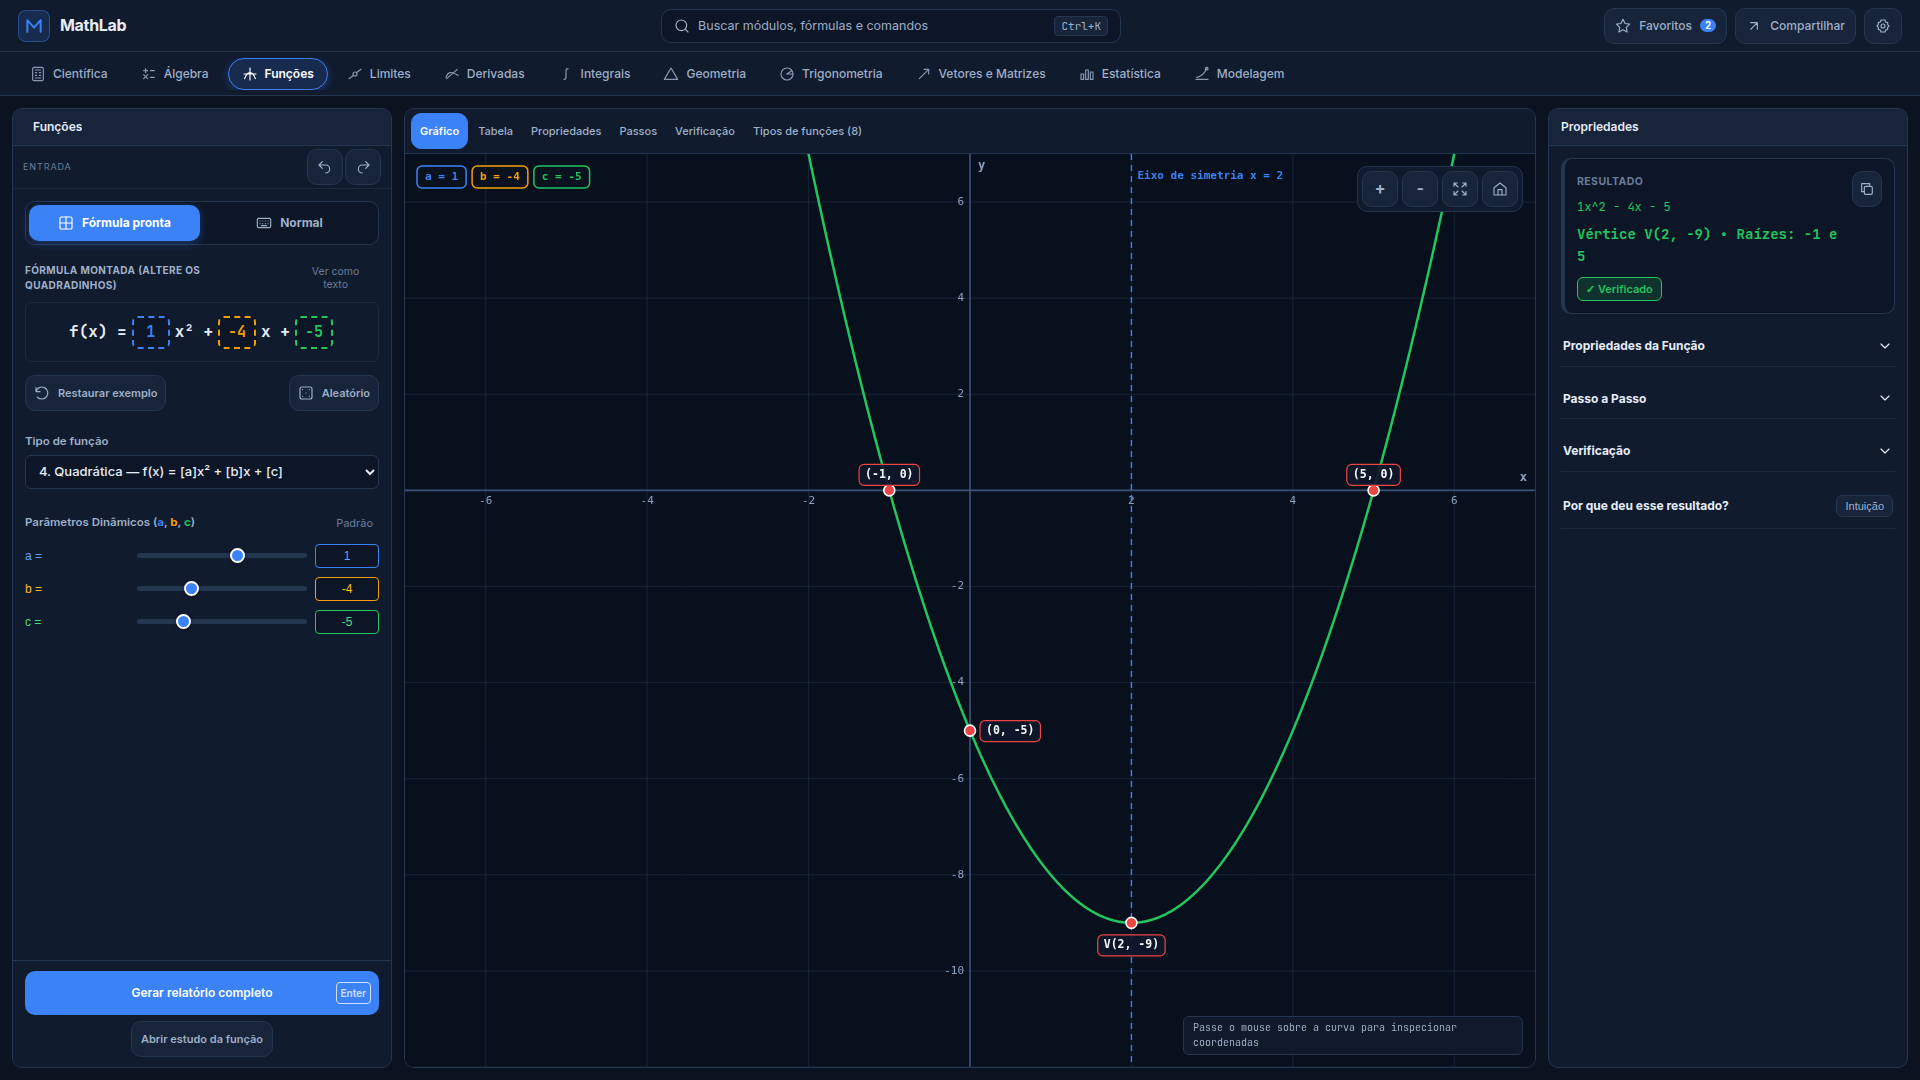 MathLab
Buscar módulos, fórmulas e comandos
Ctrl+K
Favoritos 2
Compartilhar
Científica
Álgebra
Funções
Limites
Derivadas
Integrais
Geometria
Trigonometria
Vetores e Matrizes
Estatística
Modelagem
Funções
ENTRADA
Fórmula pronta
Normal
FÓRMULA MONTADA (ALTERE OS
QUADRADINHOS)
Ver como
texto
f(x) = 1 x² + -4 x + -5
Restaurar exemplo
Aleatório
Tipo de função
4. Quadrática — f(x) = [a]x² + [b]x + [c]
Parâmetros Dinâmicos (a, b, c)
Padrão
a =
1
b =
-4
c =
-5
Gerar relatório completo
Enter
Abrir estudo da função
Gráfico
Tabela
Propriedades
Passos
Verificação
Tipos de funções (8)
a = 1
b = -4
c = -5
y
Eixo de simetria x = 2
+
-
6
4
2
(-1, 0)
(5, 0)
x
-6
-4
-2
2
4
6
-2
-4
(0, -5)
-6
-8
V(2, -9)
-10
Passe o mouse sobre a curva para inspecionar
coordenadas
Propriedades
RESULTADO
1x^2 - 4x - 5
Vértice V(2, -9) • Raízes: -1 e
5
✓ Verificado
Propriedades da Função
Passo a Passo
Verificação
Por que deu esse resultado?
Intuição